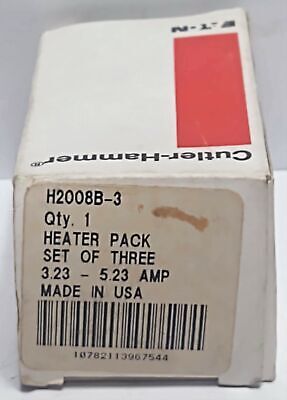 E·T·N
Cutler-Hammer®
H2008B-3
Qty. 1
HEATER PACK
SET OF THREE
3.23 - 5.23 AMP
MADE IN USA
10782113967544